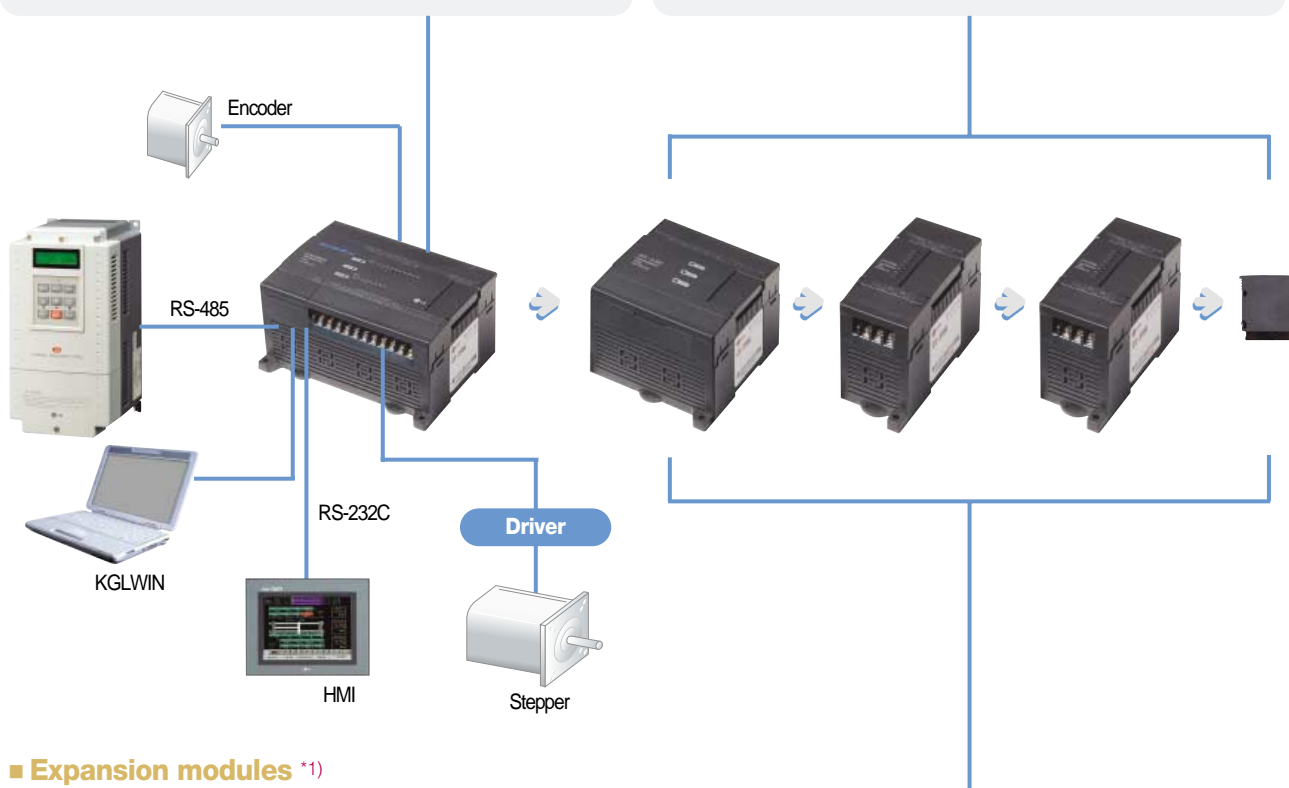 Encoder
RS-485
RS-232C
Driver
KGLWIN
HMI
Stepper
■ Expansion modules *1)